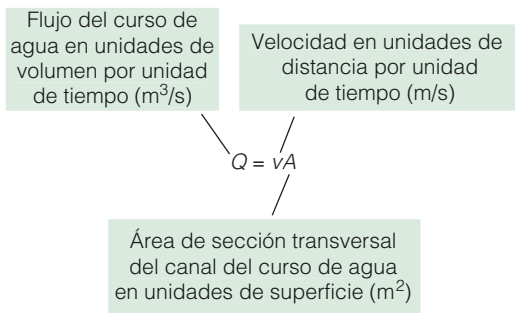 Flujo del curso de
agua en unidades de
volumen por unidad
de tiempo (m³/s)
Velocidad en unidades de
distancia por unidad
de tiempo (m/s)
Q = vA
Área de sección transversal
del canal del curso de agua
en unidades de superficie (m²)